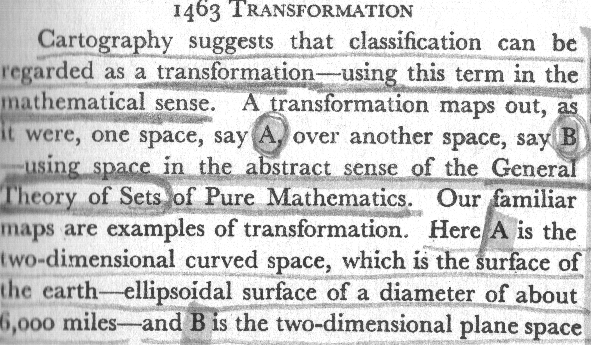 1463 TRANSFORMATION
Cartography suggests that classification can be
regarded as a transformation—using this term in the
mathematical sense. A transformation maps out, as
it were, one space, say A, over another space, say B
—using space in the abstract sense of the General
Theory of Sets of Pure Mathematics. Our familiar
maps are examples of transformation. Here A is the
two-dimensional curved space, which is the surface of
the earth—ellipsoidal surface of a diameter of about
6,000 miles—and B is the two-dimensional plane space